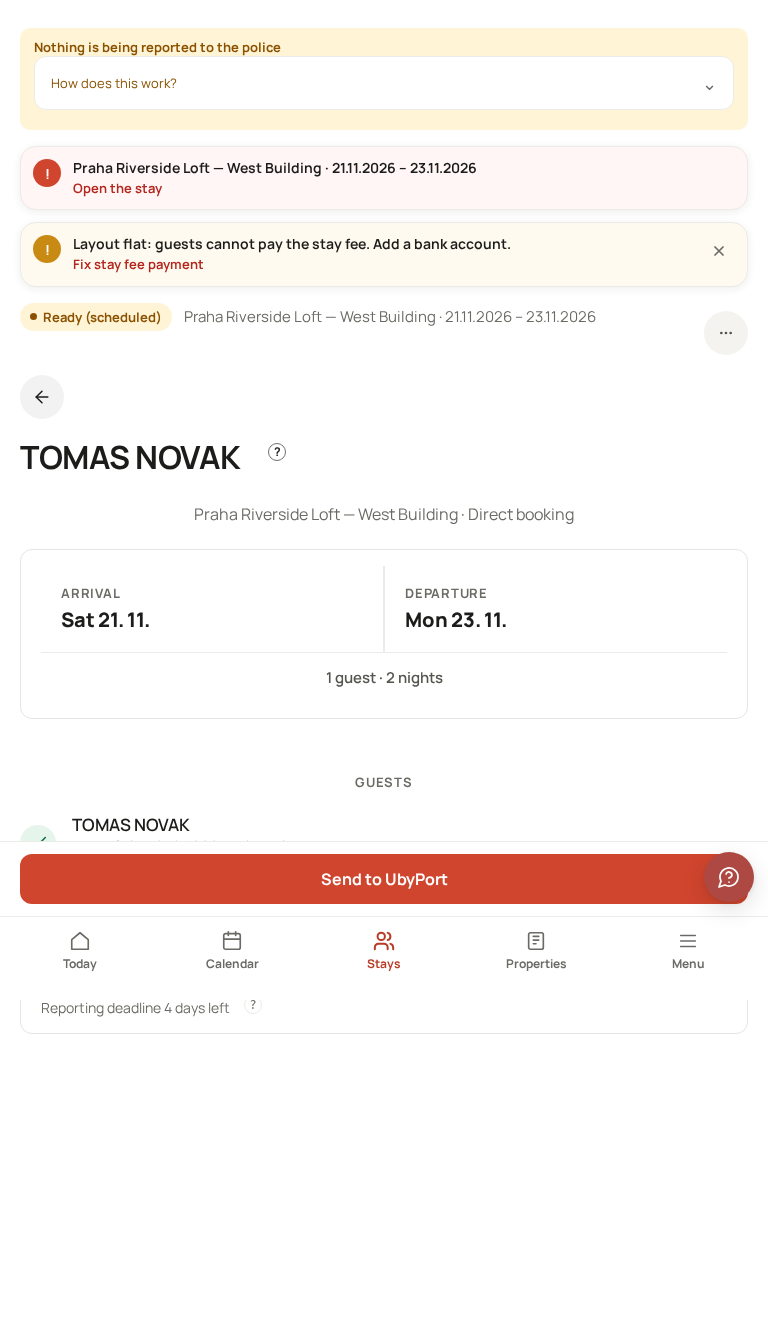 Nothing is being reported to the police
How does this work?
!
Praha Riverside Loft — West Building · 21.11.2026 – 23.11.2026
Open the stay
!
Layout flat: guests cannot pay the stay fee. Add a bank account.
Fix stay fee payment
Ready (scheduled)
Praha Riverside Loft — West Building · 21.11.2026 – 23.11.2026
TOMAS NOVAK
?
Praha Riverside Loft — West Building · Direct booking
ARRIVAL
Sat 21. 11.
DEPARTURE
Mon 23. 11.
1 guest · 2 nights
GUESTS
TOMAS NOVAK
Send to UbyPort
Today
Calendar
Stays
Properties
Menu
Reporting deadline 4 days left
?